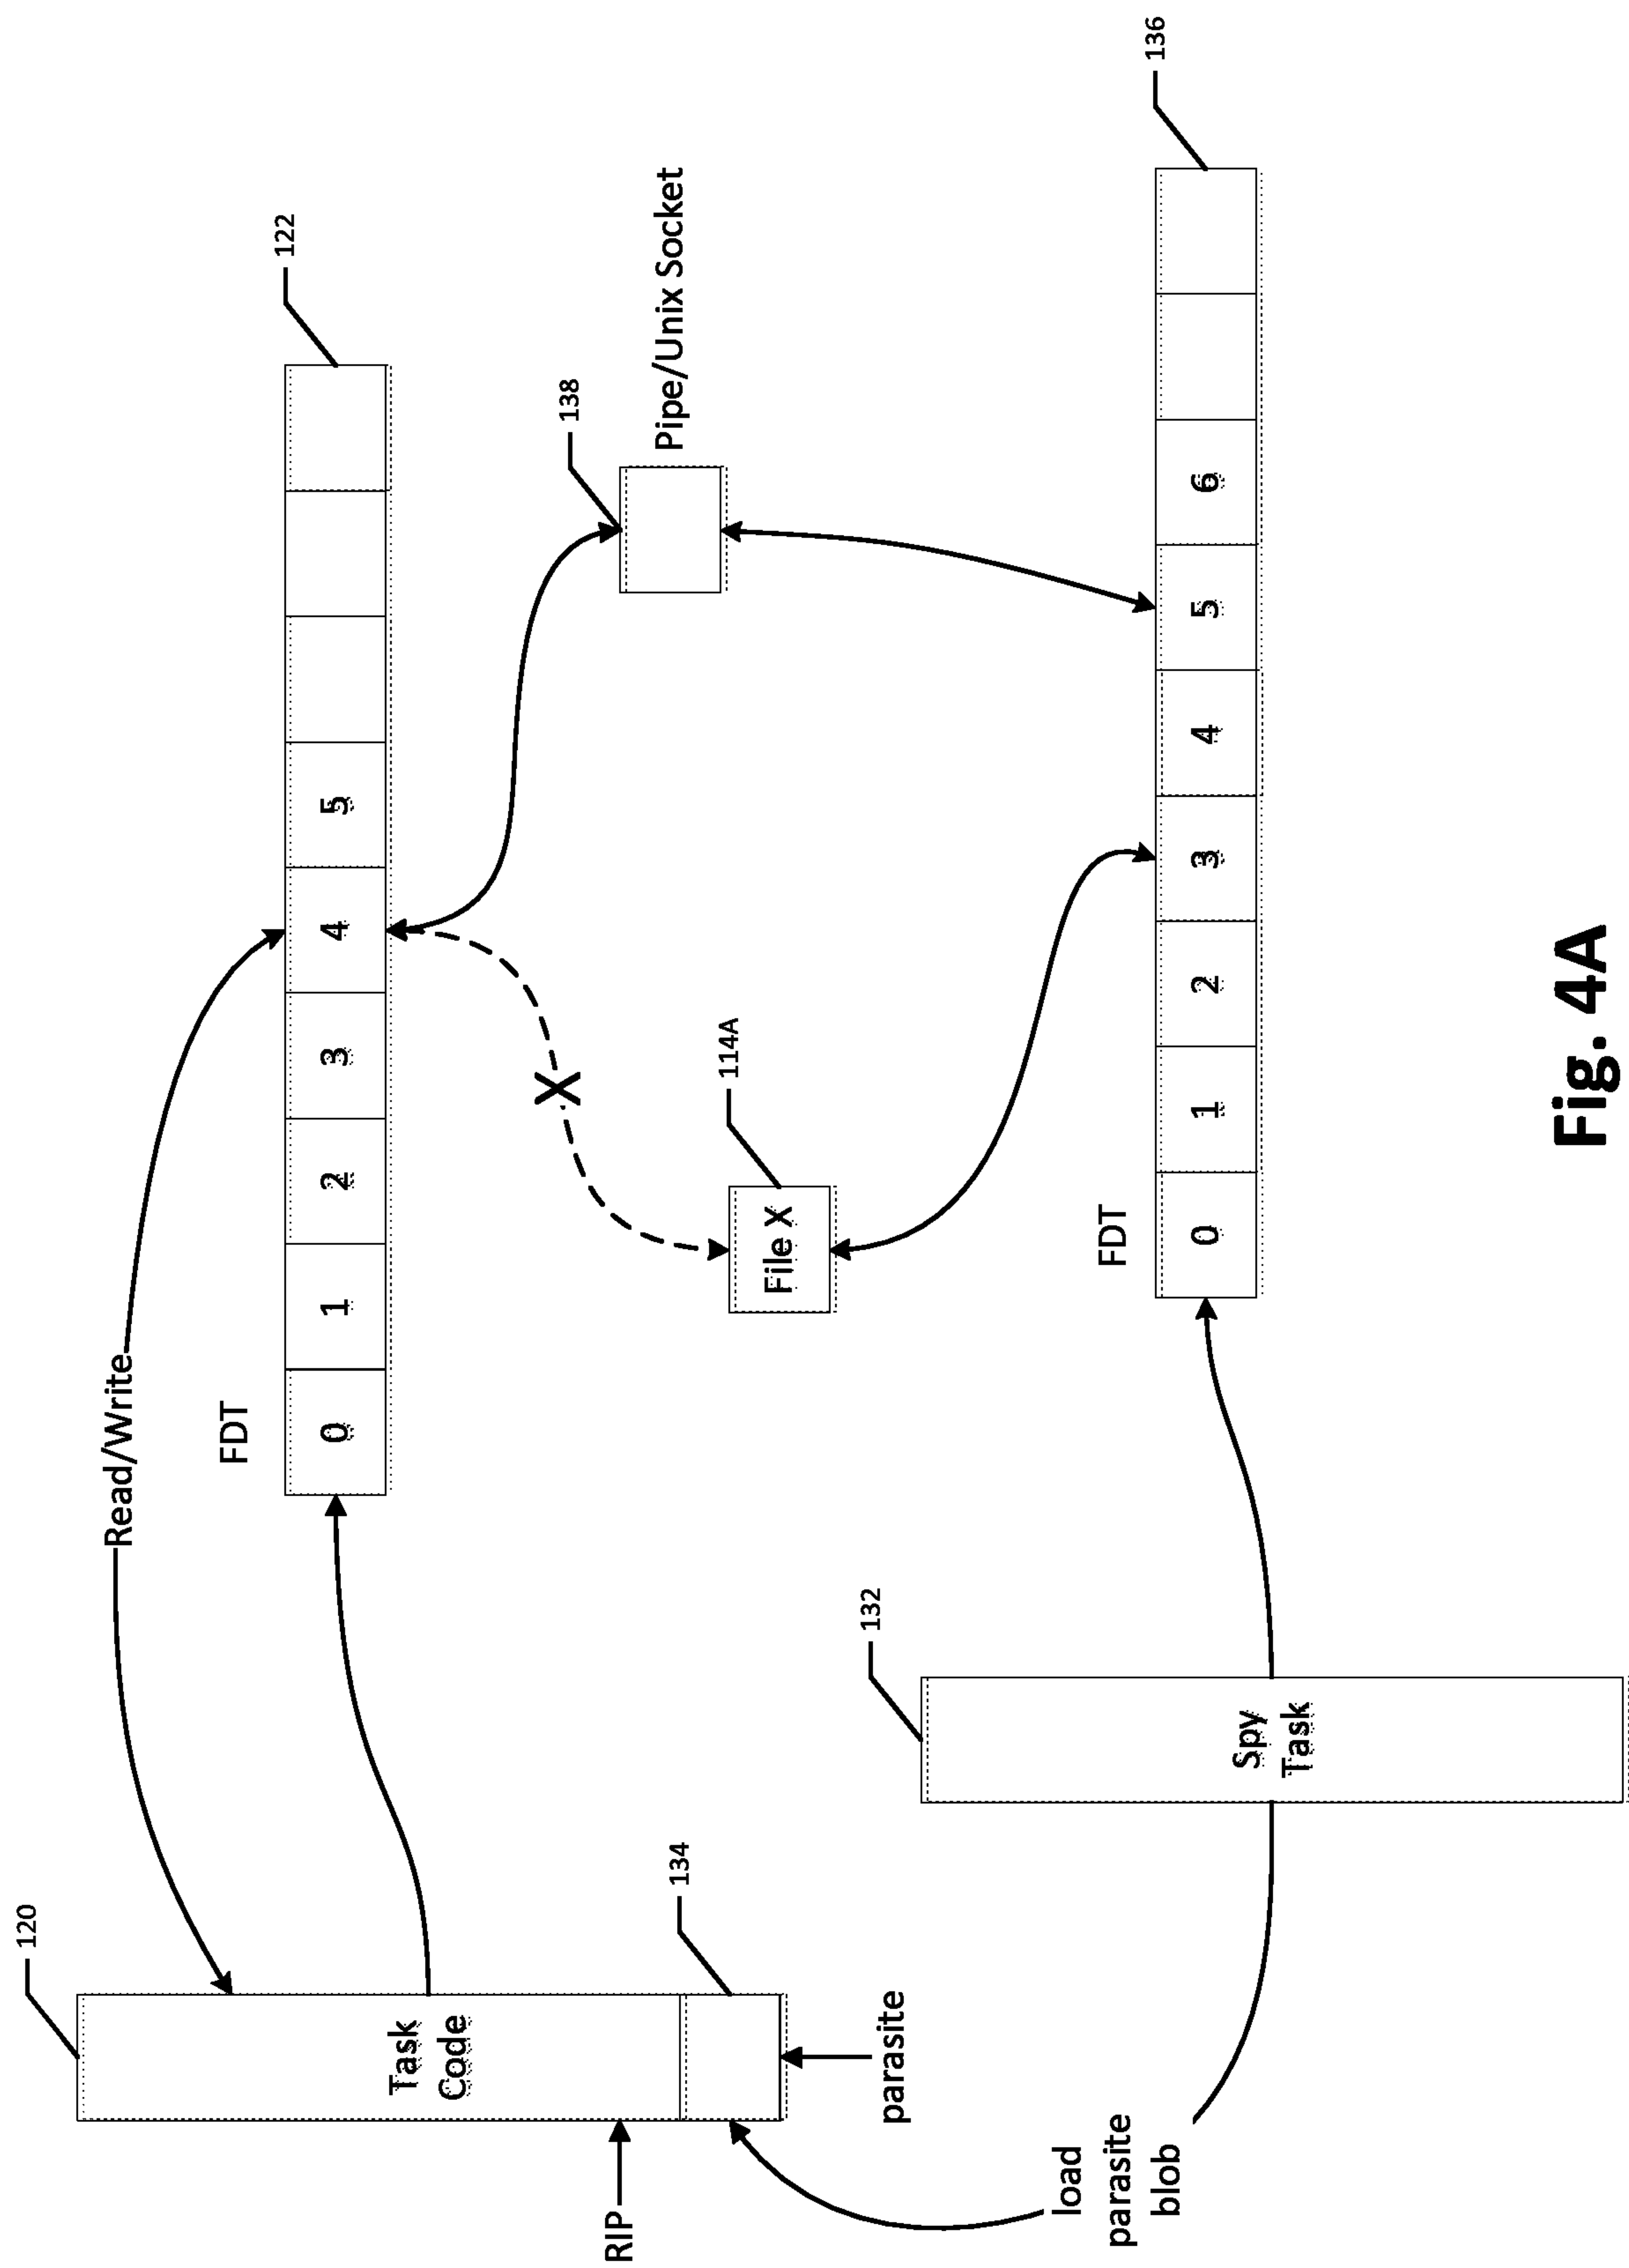 120
Read/Write
122
FDT
0 1 2 3 4 5
Task
Code
134
RIP
parasite
138
Pipe/Unix Socket
114A
File X
X
load
parasite
blob
132
Spy
Task
FDT
136
0 1 2 3 4 5 6
Fig. 4A